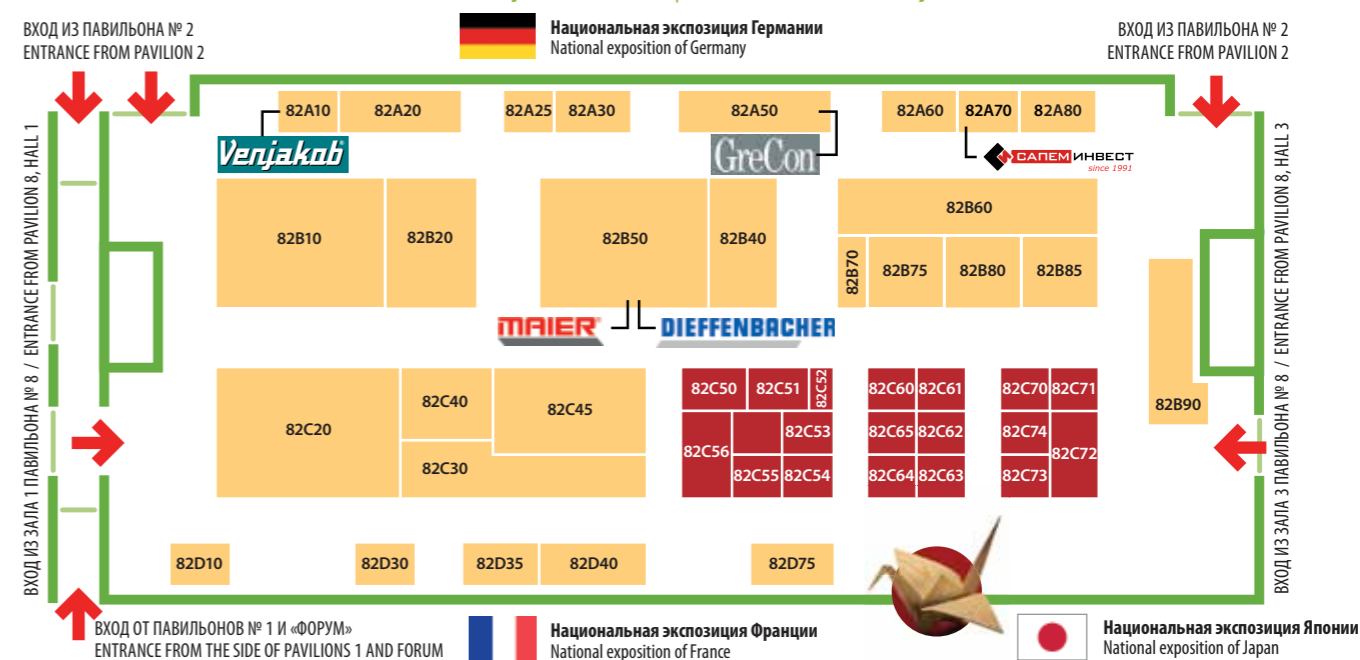 ВХОД ИЗ ПАВИЛЬОНА № 2
ENTRANCE FROM PAVILION 2
Национальная экспозиция Германии
National exposition of Germany
ВХОД ИЗ ПАВИЛЬОНА № 2
ENTRANCE FROM PAVILION 2
82A10
82A20
82A25
82A30
82A50
82A60
82A70
82A80
Venjakob
GreCon
САПЕМ ИНВЕСТ
since 1991
ВХОД ИЗ ЗАЛА 1 ПАВИЛЬОНА № 8 / ENTRANCE FROM PAVILION 8, HALL 1
ВХОД ИЗ ЗАЛА 3 ПАВИЛЬОНА № 8 / ENTRANCE FROM PAVILION 8, HALL 3
82B10
82B20
82B50
82B40
82B60
82B70
82B75
82B80
82B85
82B90
MAIER
DIEFFENBACHER
82C20
82C40
82C45
82C30
82C50
82C51
82C52
82C56
82C53
82C55
82C54
82C60
82C61
82C65
82C62
82C64
82C63
82C70
82C71
82C74
82C72
82C73
82D10
82D30
82D35
82D40
82D75
ВХОД ОТ ПАВИЛЬОНОВ № 1 И «ФОРУМ»
ENTRANCE FROM THE SIDE OF PAVILIONS 1 AND FORUM
Национальная экспозиция Франции
National exposition of France
Национальная экспозиция Японии
National exposition of Japan